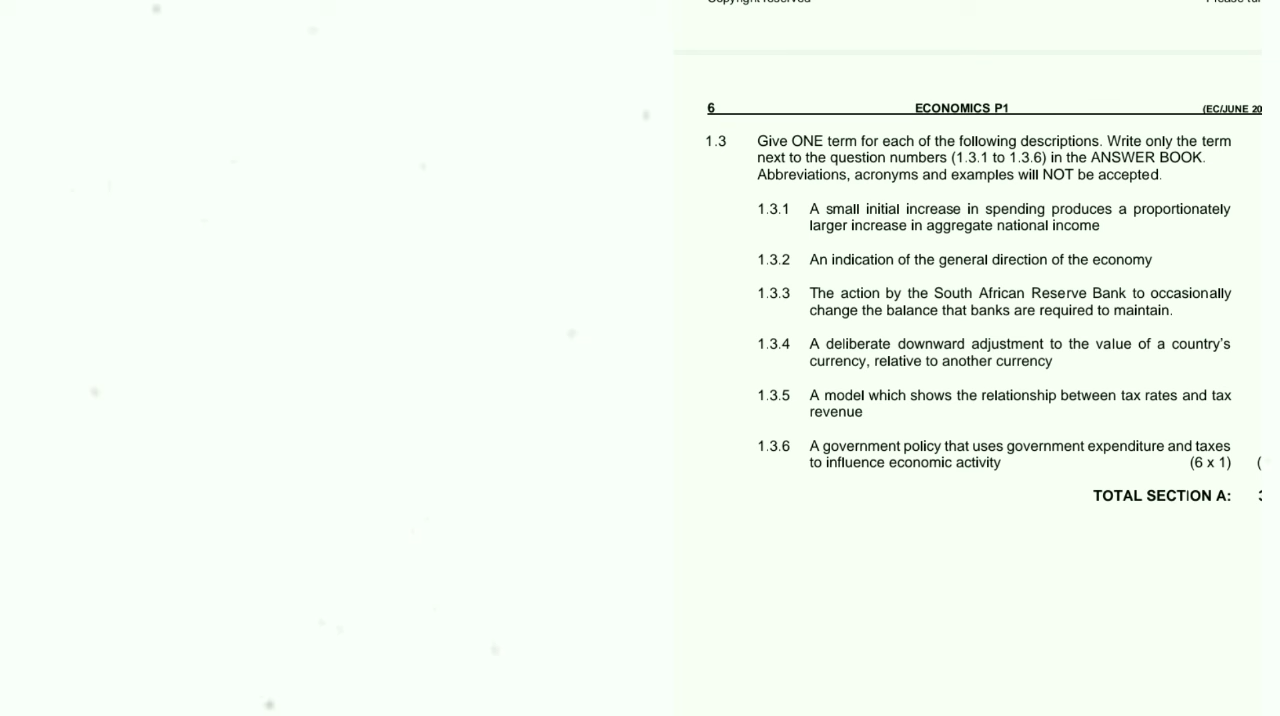 Copyright reserved
6 ECONOMICS P1 (EC/JUNE 20
1.3 Give ONE term for each of the following descriptions. Write only the term
next to the question numbers (1.3.1 to 1.3.6) in the ANSWER BOOK.
Abbreviations, acronyms and examples will NOT be accepted.
1.3.1 A small initial increase in spending produces a proportionately
larger increase in aggregate national income
1.3.2 An indication of the general direction of the economy
1.3.3 The action by the South African Reserve Bank to occasionally
change the balance that banks are required to maintain.
1.3.4 A deliberate downward adjustment to the value of a country's
currency, relative to another currency
1.3.5 A model which shows the relationship between tax rates and tax
revenue
1.3.6 A government policy that uses government expenditure and taxes
to influence economic activity (6 x 1) (
TOTAL SECTION A: